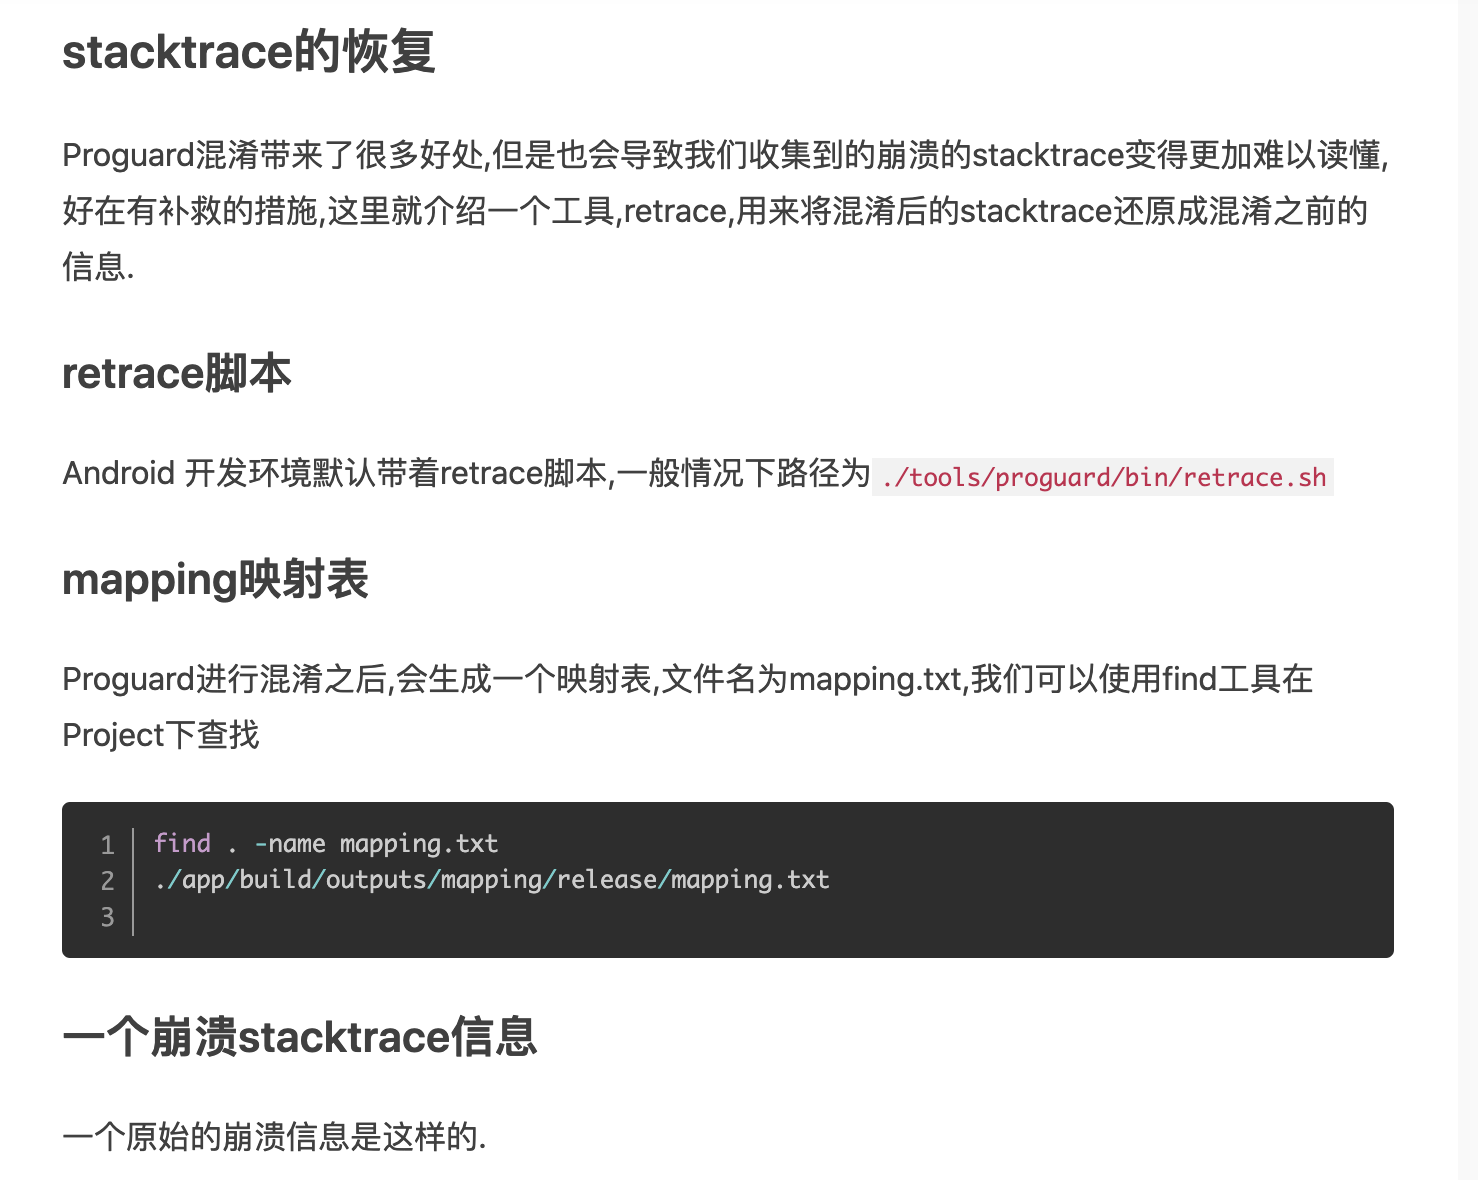 stacktrace的恢复
Proguard混淆带来了很多好处,但是也会导致我们收集到的崩溃的stacktrace变得更加难以读懂,
好在有补救的措施,这里就介绍一个工具,retrace,用来将混淆后的stacktrace还原成混淆之前的
信息.
retrace脚本
Android 开发环境默认带着retrace脚本,一般情况下路径为 ./tools/proguard/bin/retrace.sh
mapping映射表
Proguard进行混淆之后,会生成一个映射表,文件名为mapping.txt,我们可以使用find工具在
Project下查找
1 find . -name mapping.txt
2 ./app/build/outputs/mapping/release/mapping.txt
3
一个崩溃stacktrace信息
一个原始的崩溃信息是这样的.